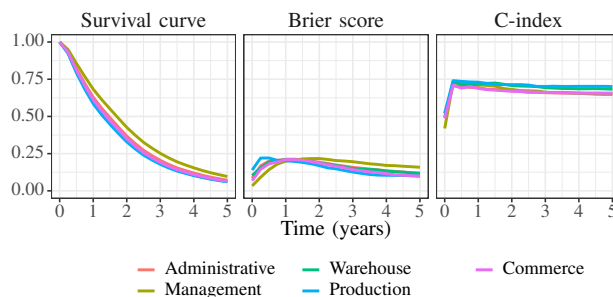 Survival curve Brier score C-index
1.00
0.75
0.50
0.25
0.00
0 1 2 3 4 5 0 1 2 3 4 5 0 1 2 3 4 5
Time (years)
Administrative Warehouse Commerce
Management Production